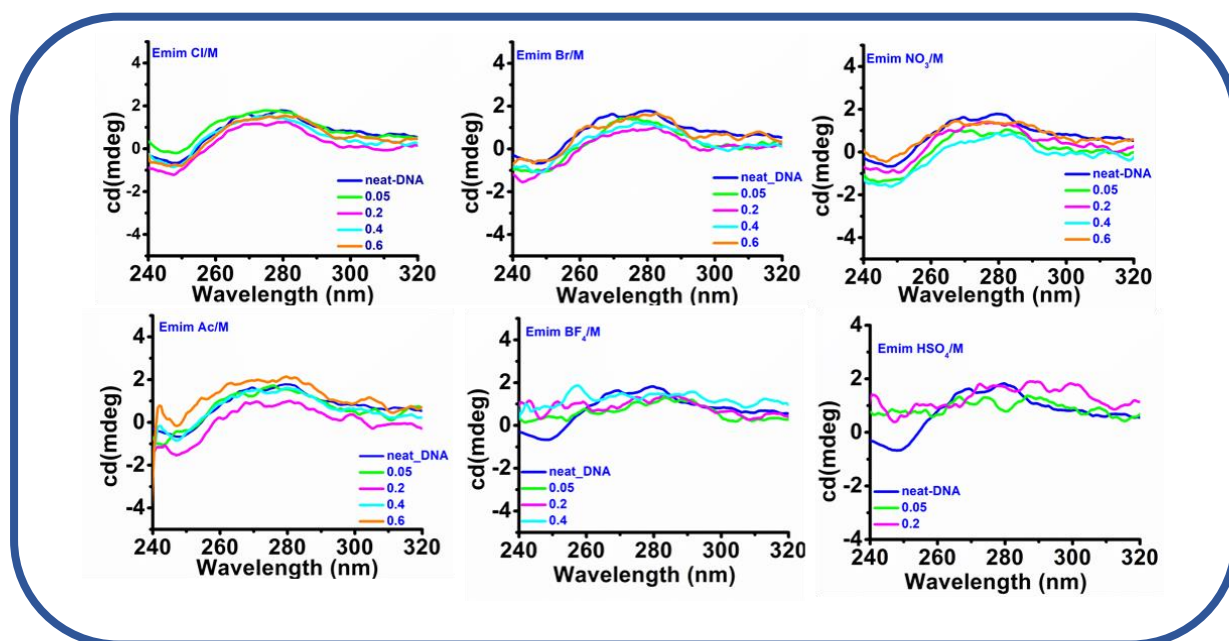 Emim Cl/M
4
2
0
-2
-4
cd(mdeg)
neat-DNA
0.05
0.2
0.4
0.6
240 260 280 300 320
Wavelength (nm)
Emim Br/M
4
2
0
-2
-4
cd(mdeg)
neat_DNA
0.05
0.2
0.4
0.6
240 260 280 300 320
Wavelength (nm)
Emim NO₃/M
4
2
0
-2
-4
cd(mdeg)
neat-DNA
0.05
0.2
0.4
0.6
240 260 280 300 320
Wavelength (nm)
Emim Ac/M
4
2
0
-2
-4
cd(mdeg)
neat_DNA
0.05
0.2
0.4
0.6
240 260 280 300 320
Wavelength (nm)
Emim BF₄/M
4
2
0
-2
-4
cd(mdeg)
neat_DNA
0.05
0.2
0.4
240 260 280 300 320
Wavelength (nm)
Emim HSO₄/M
4
2
0
-2
-4
cd(mdeg)
neat-DNA
0.05
0.2
240 260 280 300 320
Wavelength (nm)